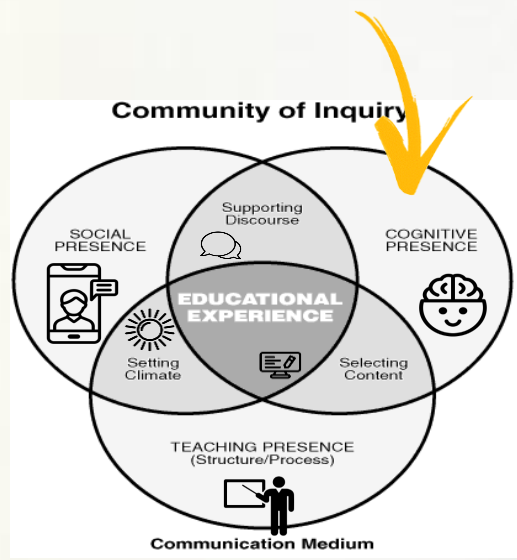 Community of Inquiry
Supporting
Discourse
SOCIAL
PRESENCE
COGNITIVE
PRESENCE
EDUCATIONAL
EXPERIENCE
Setting
Climate
Selecting
Content
TEACHING PRESENCE
(Structure/Process)
Communication Medium